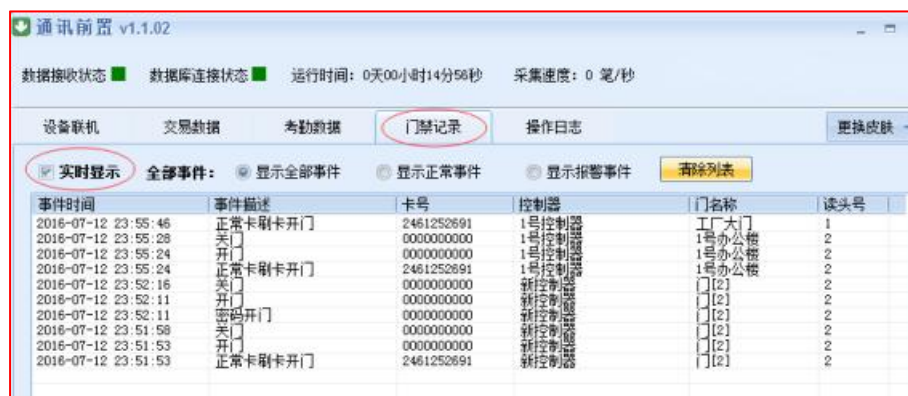 通讯前置 v1.1.02
数据接收状态 数据库连接状态 运行时间: 0天00小时14分56秒 采集速度: 0 笔/秒
设备联机 交易数据 考勤数据 门禁记录 操作日志 更换皮肤
实时显示 全部事件: 显示全部事件 显示正常事件 显示报警事件 清除列表
事件时间 事件描述 卡号 控制器 门名称 读头号
2016-07-12 23:55:46 正常卡刷卡开门 2461252691 1号控制器 工厂大门 1
2016-07-12 23:55:28 关门 0000000000 1号控制器 1号办公楼 2
2016-07-12 23:55:24 开门 0000000000 1号控制器 1号办公楼 2
2016-07-12 23:55:24 正常卡刷卡开门 2461252691 1号控制器 1号办公楼 2
2016-07-12 23:52:16 关门 0000000000 新控制器 门[2] 2
2016-07-12 23:52:11 开门 0000000000 新控制器 门[2] 2
2016-07-12 23:52:11 密码开门 0000000000 新控制器 门[2] 2
2016-07-12 23:51:58 关门 0000000000 新控制器 门[2] 2
2016-07-12 23:51:53 开门 0000000000 新控制器 门[2] 2
2016-07-12 23:51:53 正常卡刷卡开门 2461252691 新控制器 门[2] 2